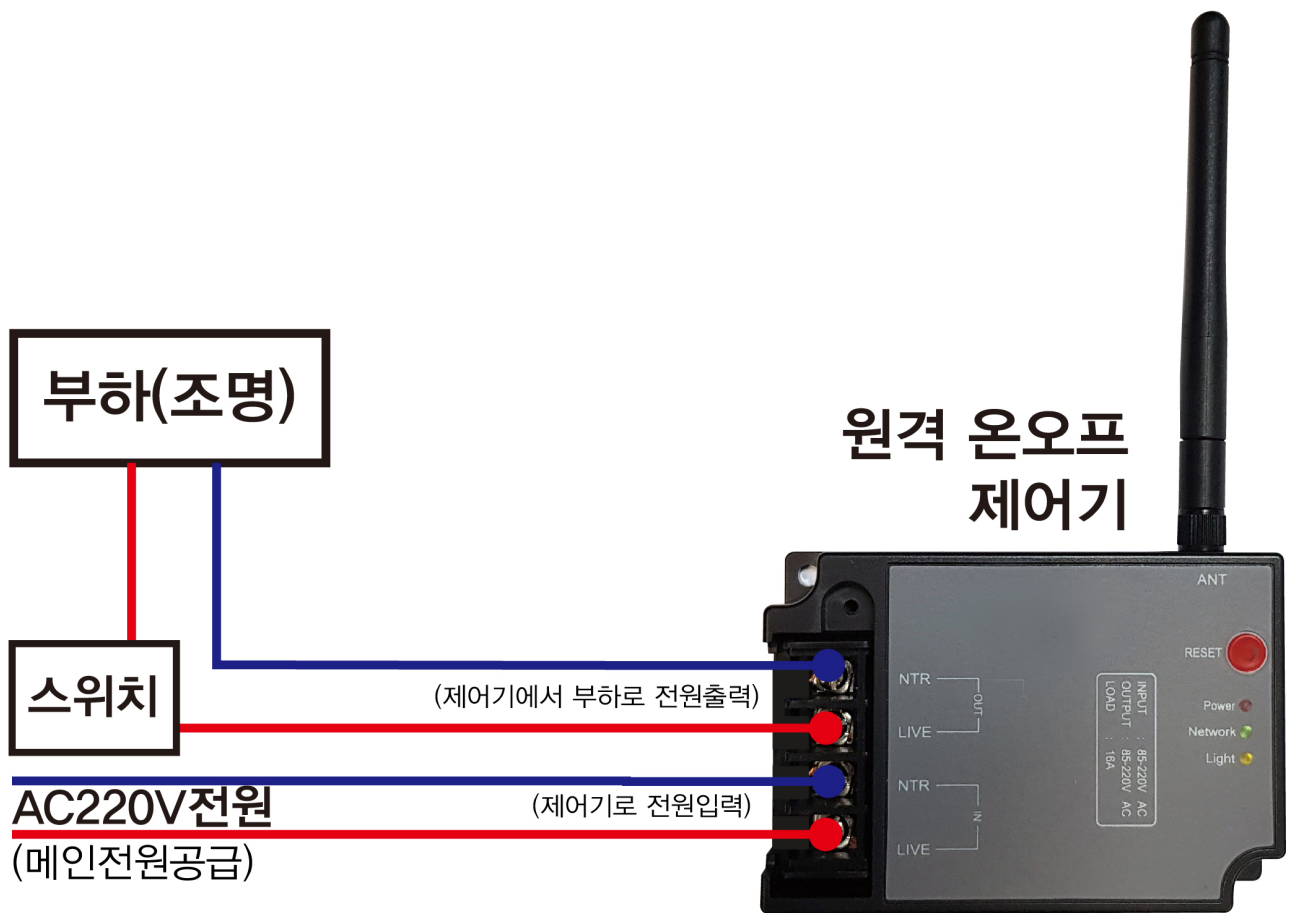 부하(조명)
원격 온오프
제어기
ANT
RESET
스위치
(제어기에서 부하로 전원출력)
NTR
OUT
LIVE
INPUT : 85-220V AC
OUTPUT : 85-220V AC
LOAD : 16A
Power
Network
Light
AC220V전원
(제어기로 전원입력)
NTR
IN
LIVE
(메인전원공급)